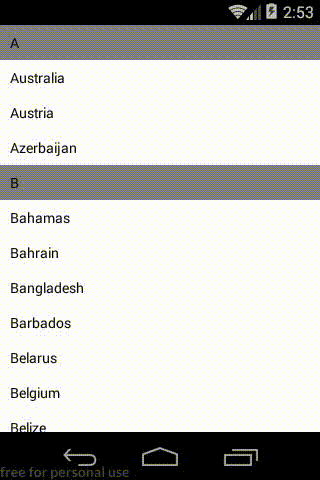 2:53
A
Australia
Austria
Azerbaijan
B
Bahamas
Bahrain
Bangladesh
Barbados
Belarus
Belgium
Belize
free for personal use